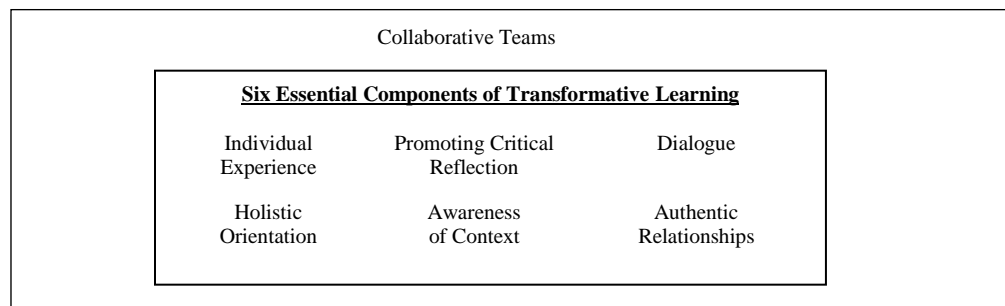 Collaborative Teams
Six Essential Components of Transformative Learning
Individual Experience
Promoting Critical Reflection
Dialogue
Holistic Orientation
Awareness of Context
Authentic Relationships